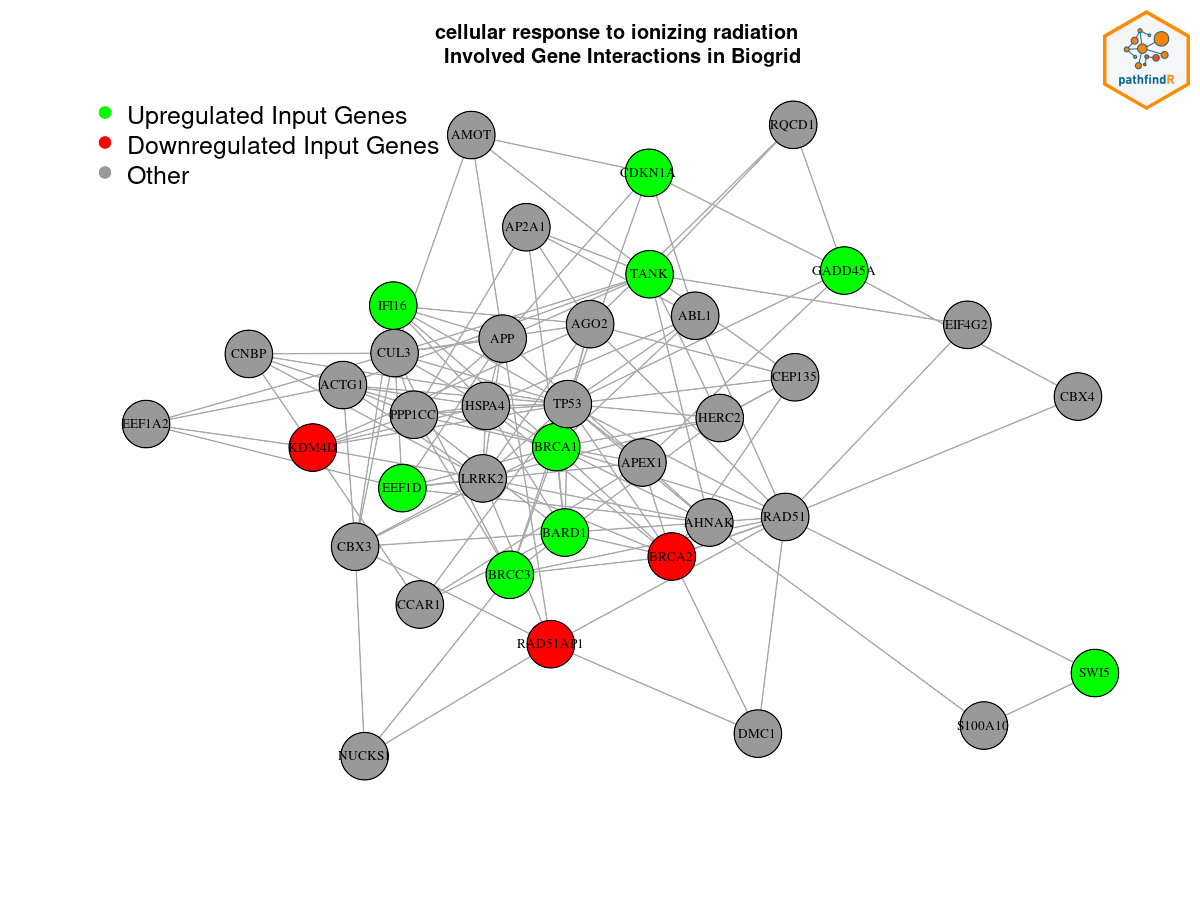 cellular response to ionizing radiation
Involved Gene Interactions in Biogrid
pathfindR
Upregulated Input Genes
Downregulated Input Genes
Other
AMOT
RQCD1
CDKN1A
AP2A1
TANK
GADD45A
IFI16
ABL1
AGO2
EIF4G2
APP
CNBP
CUL3
CEP135
ACTG1
CBX4
HSPA4
TP53
PPP1CC
HERC2
EEF1A2
KDM4D
BRCA1
APEX1
LRRK2
EEF1D
RAD51
AHNAK
BARD1
CBX3
BRCA2
BRCC3
CCAR1
RAD51AP1
SWI5
S100A10
DMC1
NUCKS1